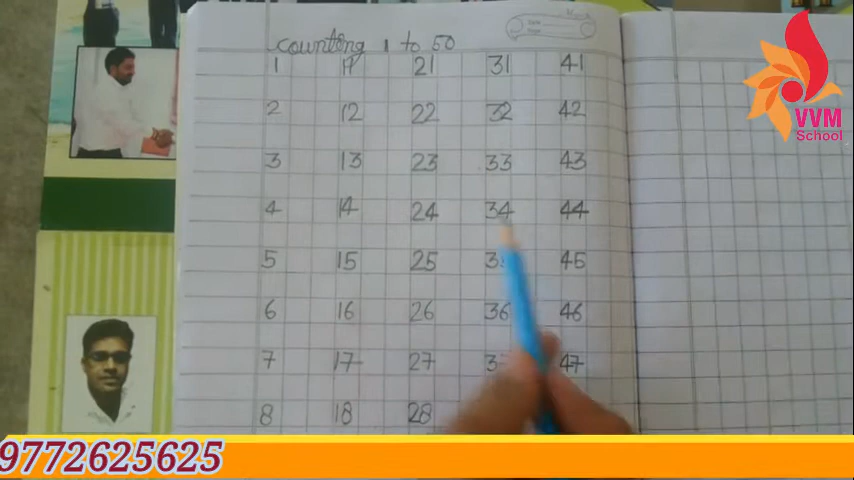 counting 1 to 50
1 11 21 31 41
2 12 22 32 42
3 13 23 33 43
4 14 24 34 44
5 15 25 35 45
6 16 26 36 46
7 17 27 37 47
8 18 28
VVM
School
9772625625